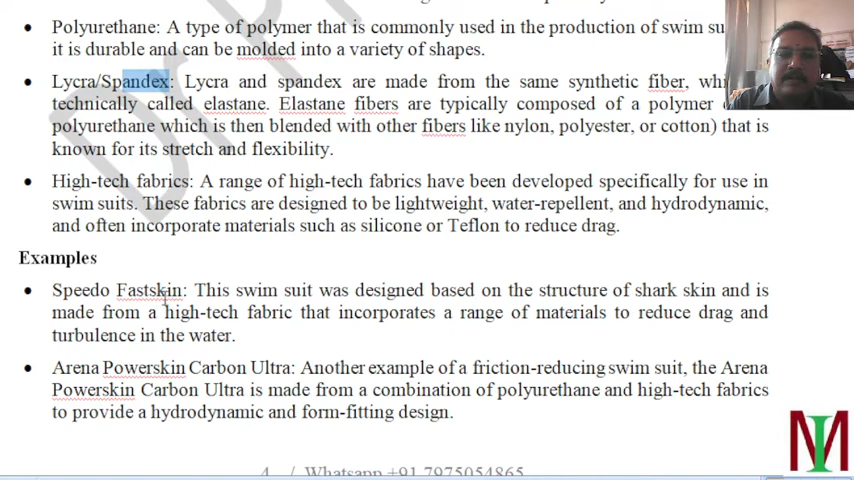 Polyurethane: A type of polymer that is commonly used in the production of swim su
it is durable and can be molded into a variety of shapes.
Lycra/Spandex: Lycra and spandex are made from the same synthetic fiber, whi
technically called elastane. Elastane fibers are typically composed of a polymer
polyurethane which is then blended with other fibers like nylon, polyester, or cotton) that is
known for its stretch and flexibility.
High-tech fabrics: A range of high-tech fabrics have been developed specifically for use in
swim suits. These fabrics are designed to be lightweight, water-repellent, and hydrodynamic,
and often incorporate materials such as silicone or Teflon to reduce drag.
Examples
Speedo Fastskin: This swim suit was designed based on the structure of shark skin and is
made from a high-tech fabric that incorporates a range of materials to reduce drag and
turbulence in the water.
Arena Powerskin Carbon Ultra: Another example of a friction-reducing swim suit, the Arena
Powerskin Carbon Ultra is made from a combination of polyurethane and high-tech fabrics
to provide a hydrodynamic and form-fitting design.
4 / Whatsapp +91 7975054865